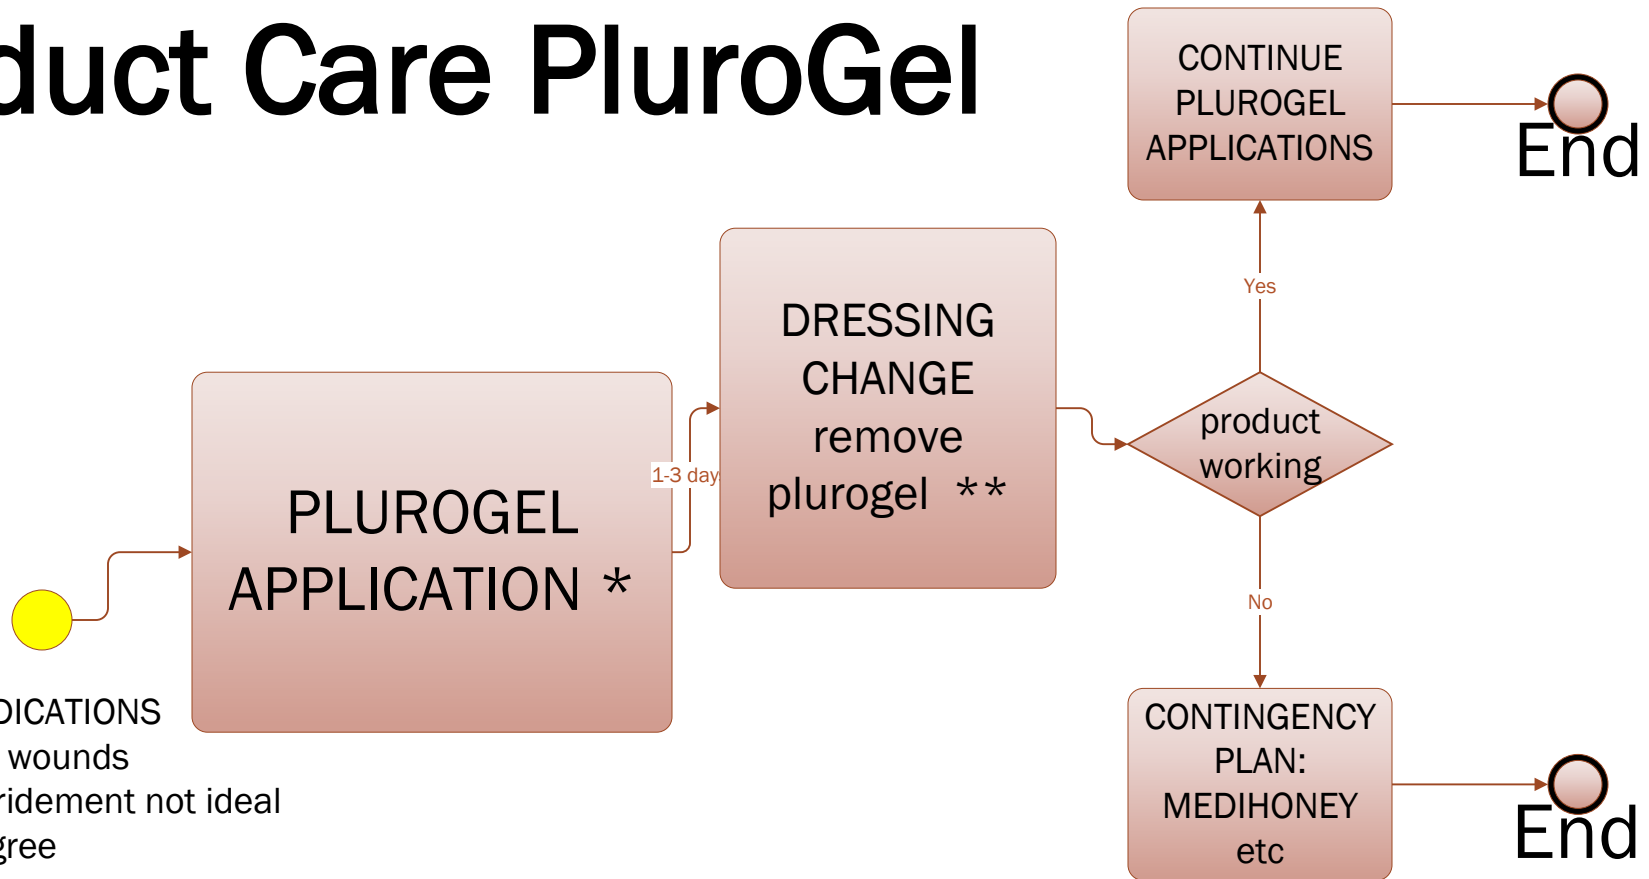 duct Care PluroGel
CONTINUE
PLUROGEL
APPLICATIONS
End
DRESSING
CHANGE
remove
plurogel **
Yes
product
working
1-3 day
PLUROGEL
APPLICATION *
No
DICATIONS
wounds
ridement not ideal
gree
CONTINGENCY
PLAN:
MEDIHONEY
etc
End